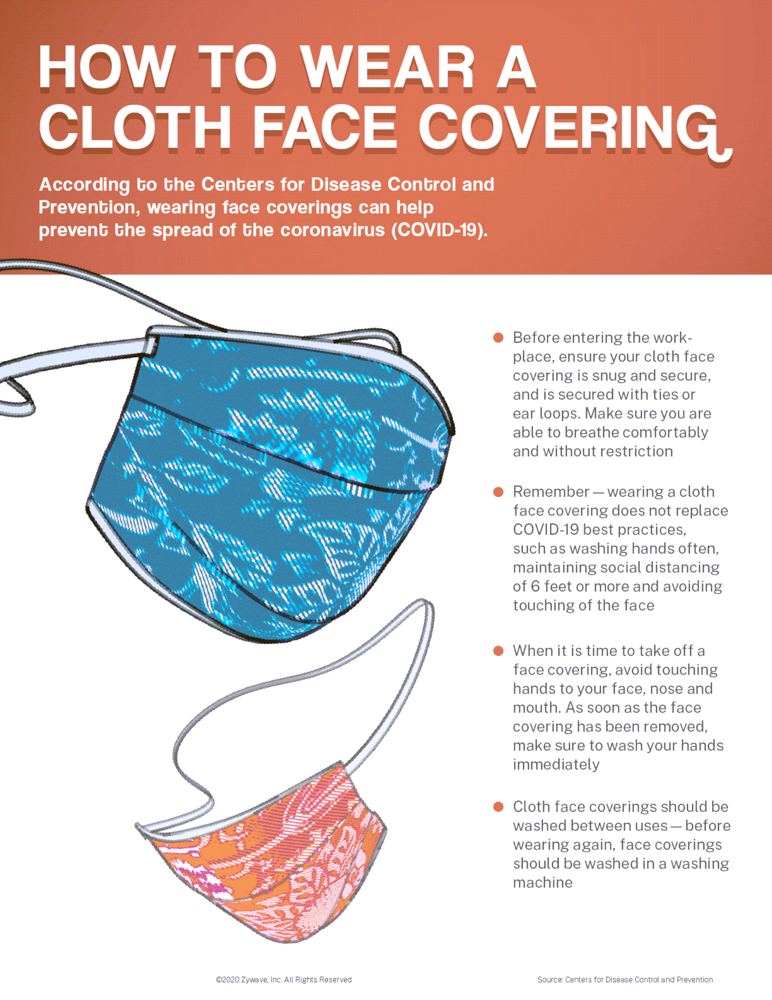 HOW TO WEAR A
CLOTH FACE COVERING
According to the Centers for Disease Control and
Prevention, wearing face coverings can help
prevent the spread of the coronavirus (COVID-19).
Before entering the work-
place, ensure your cloth face
covering is snug and secure,
and is secured with ties or
ear loops. Make sure you are
able to breathe comfortably
and without restriction
Remember — wearing a cloth
face covering does not replace
COVID-19 best practices,
such as washing hands often,
maintaining social distancing
of 6 feet or more and avoiding
touching of the face
When it is time to take off a
face covering, avoid touching
hands to your face, nose and
mouth. As soon as the face
covering has been removed,
make sure to wash your hands
immediately
Cloth face coverings should be
washed between uses — before
wearing again, face coverings
should be washed in a washing
machine
©2020 Zywave, Inc. All Rights Reserved
Source: Centers for Disease Control and Prevention